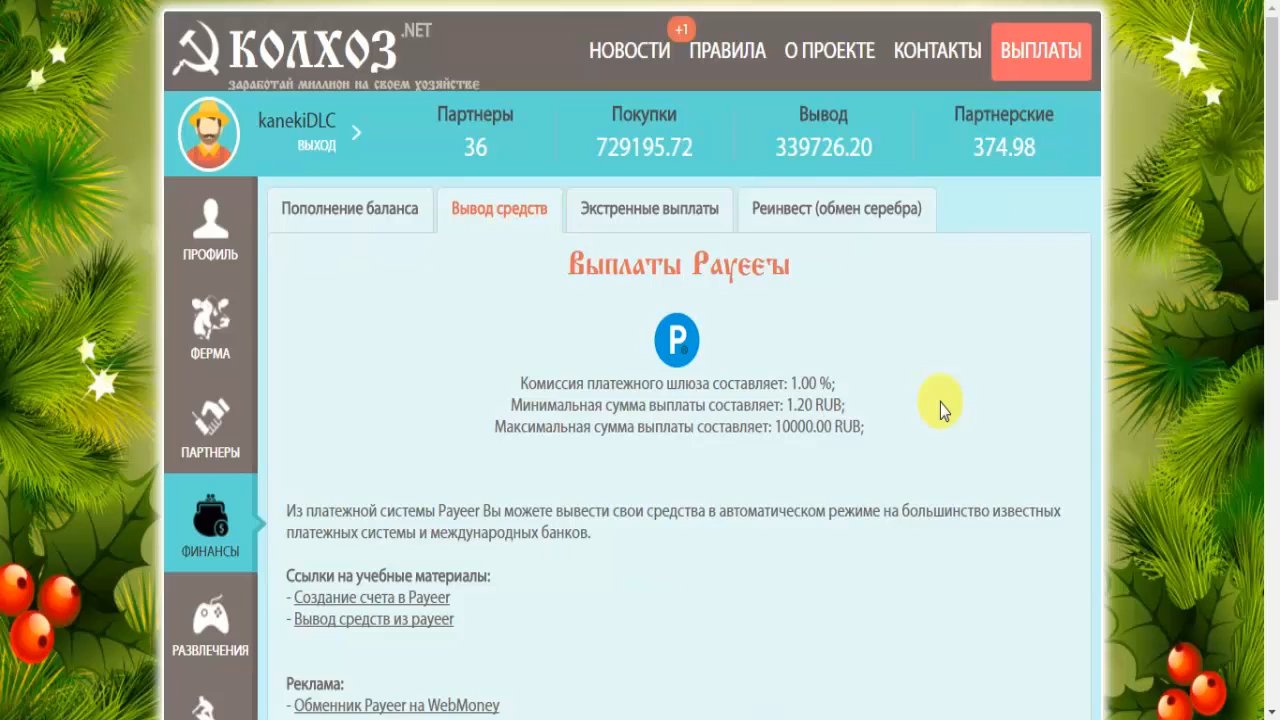 КОЛХОЗ.NET
заработай миллион на своем хозяйстве
НОВОСТИ +1 ПРАВИЛА О ПРОЕКТЕ КОНТАКТЫ ВЫПЛАТЫ
kanekiDLC
ВЫХОД
Партнеры Покупки Вывод Партнерские
36 729195.72 339726.20 374.98
Пополнение баланса Вывод средств Экстренные выплаты Реинвест (обмен серебра)
ПРОФИЛЬ
ФЕРМА
ПАРТНЕРЫ
ФИНАНСЫ
РАЗВЛЕЧЕНИЯ
Выплаты Payeeъ
P
Комиссия платежного шлюза составляет: 1.00 %;
Минимальная сумма выплаты составляет: 1.20 RUB;
Максимальная сумма выплаты составляет: 10000.00 RUB;
Из платежной системы Payeer Вы можете вывести свои средства в автоматическом режиме на большинство известных
платежных системы и международных банков.
Ссылки на учебные материалы:
- Создание счета в Payeer
- Вывод средств из payeer
Реклама:
- Обменник Payeer на WebMoney